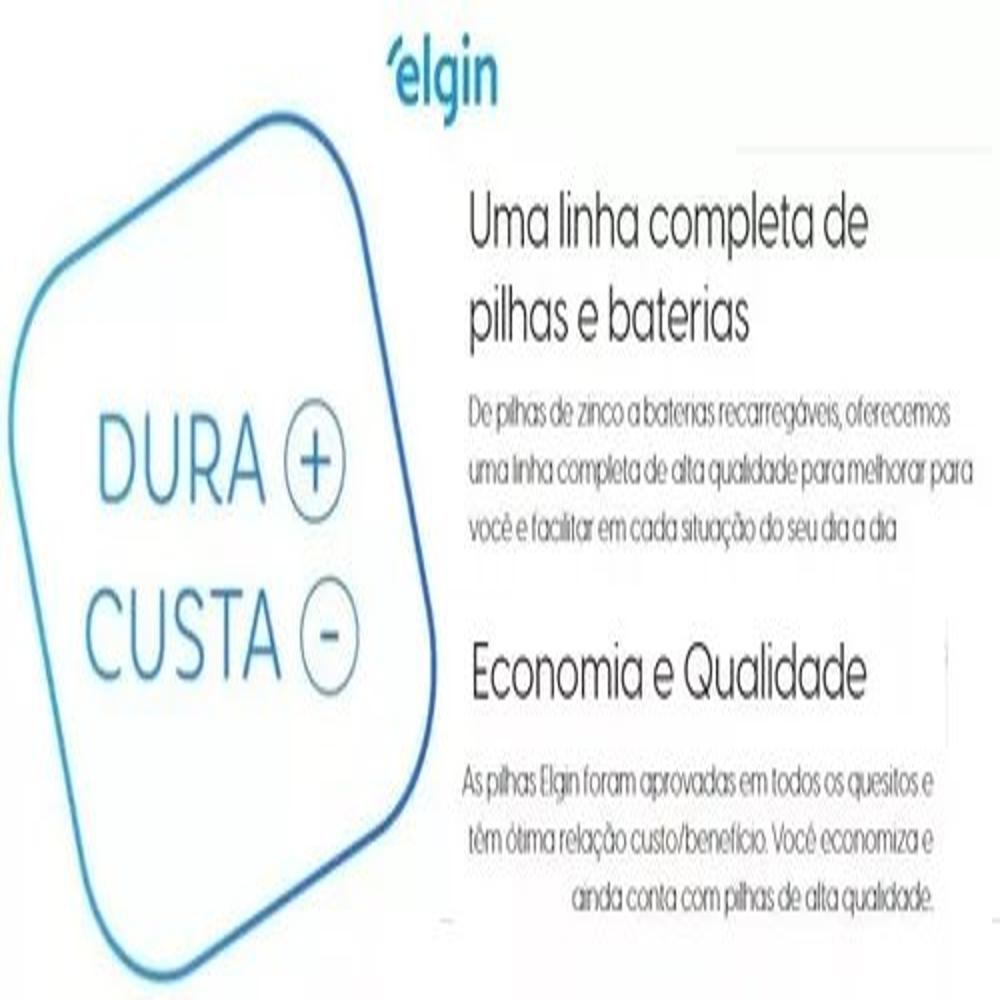 elgin
DURA +
CUSTA -
Uma linha completa de
pilhas e baterias
De pilhas de zinco a baterias recarregáveis, oferecemos
uma linha completa de alta qualidade para melhorar para
você e facilitar em cada situação do seu dia a dia
Economia e Qualidade
As pilhas Elgin foram aprovadas em todos os quesitos e
têm ótima relação custo/benefício. Você economiza e
ainda conta com pilhas de alta qualidade.